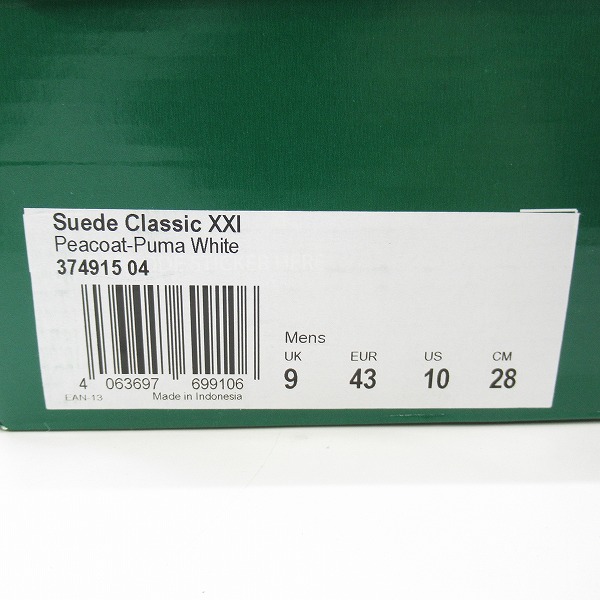 Suede Classic XXI
Peacoat-Puma White
374915 04
4 063697 699106
EAN-13 Made in Indonesia
Mens
UK EUR US CM
9 43 10 28